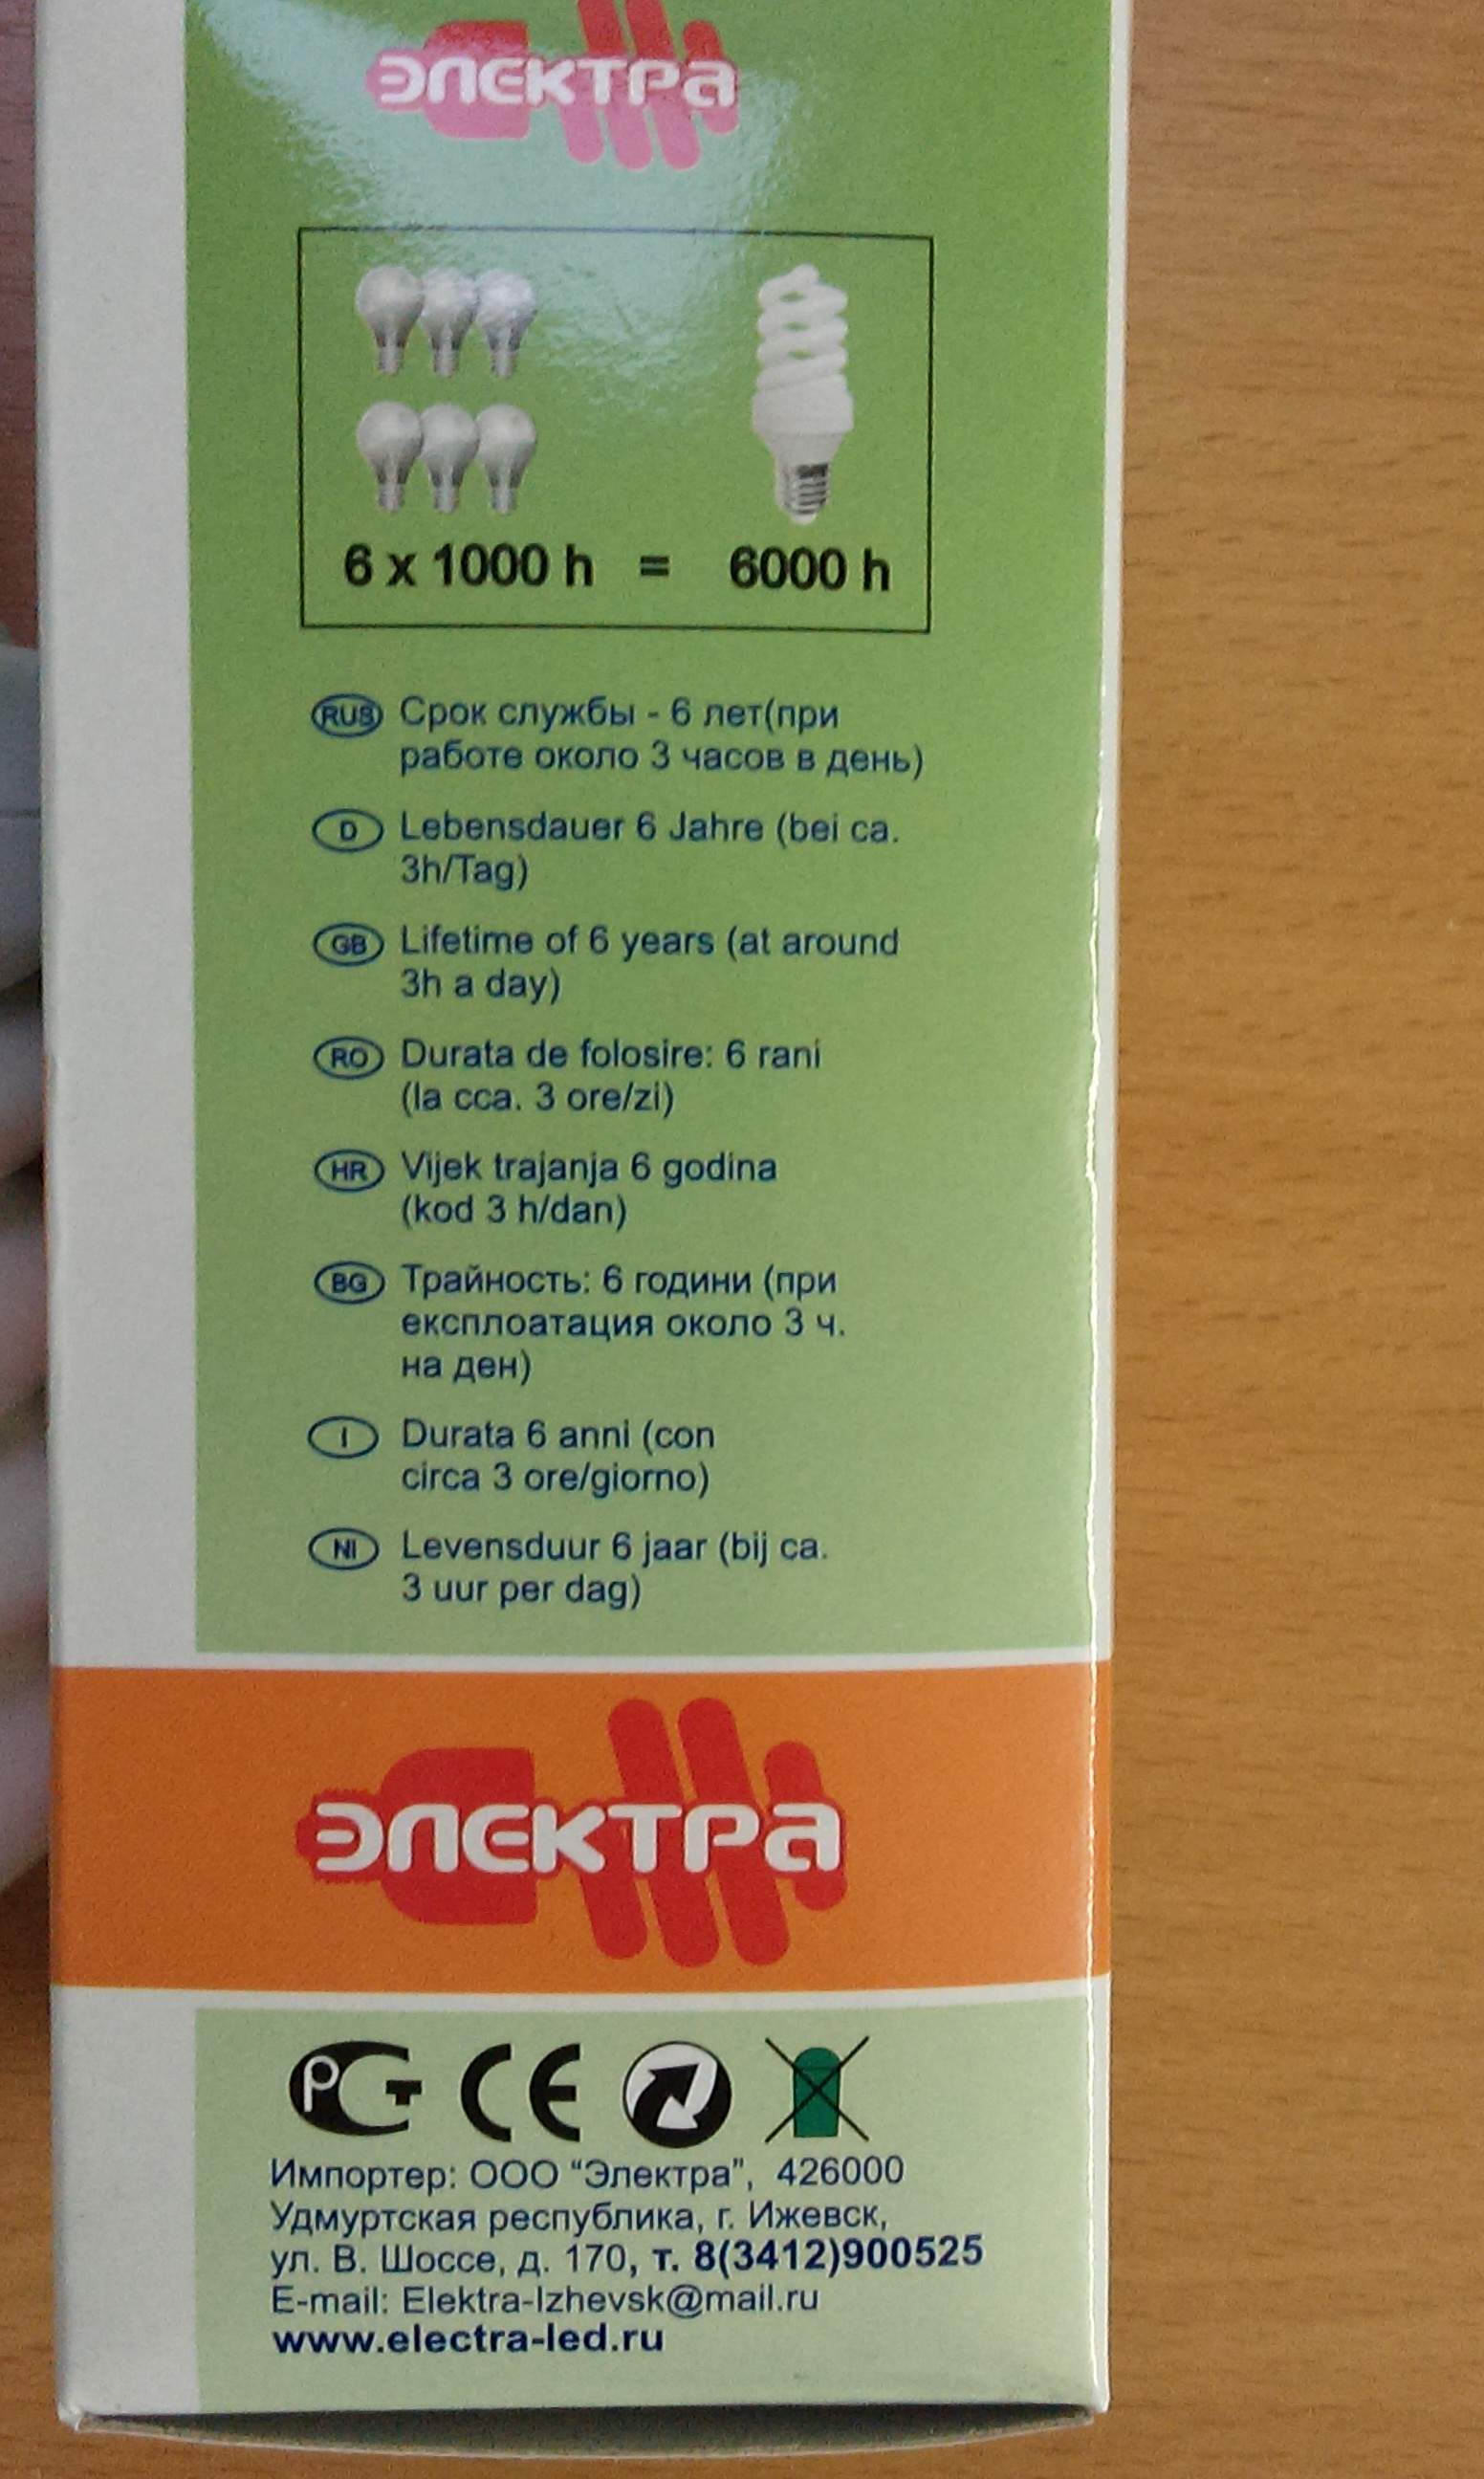 электра
6 x 1000 h = 6000 h
RUS Срок службы - 6 лет(при
работе около 3 часов в день)
D Lebensdauer 6 Jahre (bei ca.
3h/Tag)
GB Lifetime of 6 years (at around
3h a day)
RO Durata de folosire: 6 rani
(la cca. 3 ore/zi)
HR Vijek trajanja 6 godina
(kod 3 h/dan)
BG Трайность: 6 години (при
експлоатация около 3 ч.
на ден)
I Durata 6 anni (con
circa 3 ore/giorno)
NI Levensduur 6 jaar (bij ca.
3 uur per dag)
электра
РСТ CE
Импортер: ООО “Электра”, 426000
Удмуртская республика, г. Ижевск,
ул. В. Шоссе, д. 170, т. 8(3412)900525
E-mail: Elektra-Izhevsk@mail.ru
www.electra-led.ru